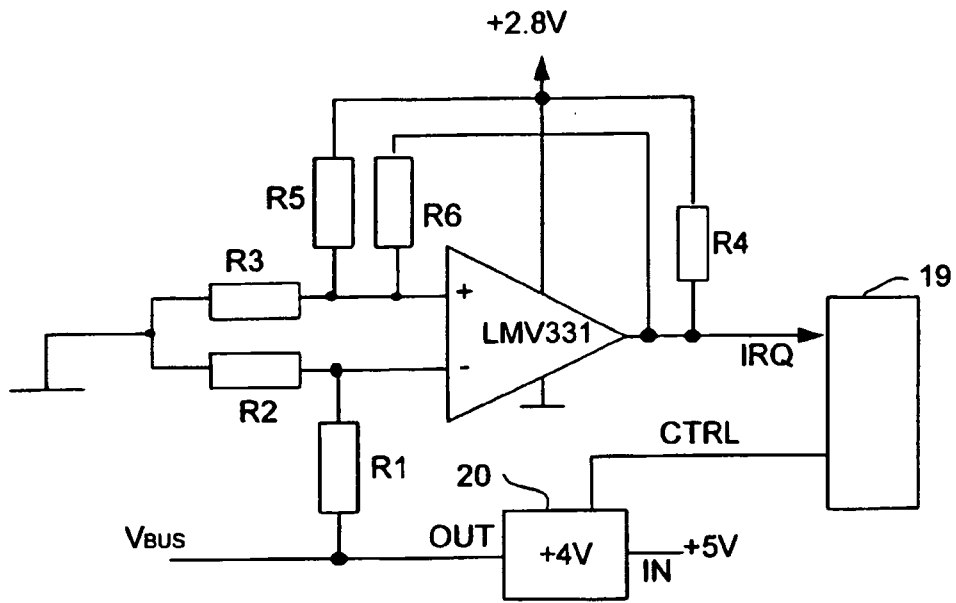 +2.8V
R5
R6
R4
R3
19
+
LMV331
IRQ
-
R2
CTRL
R1
20
VBUS
OUT
+4V
+5V
IN